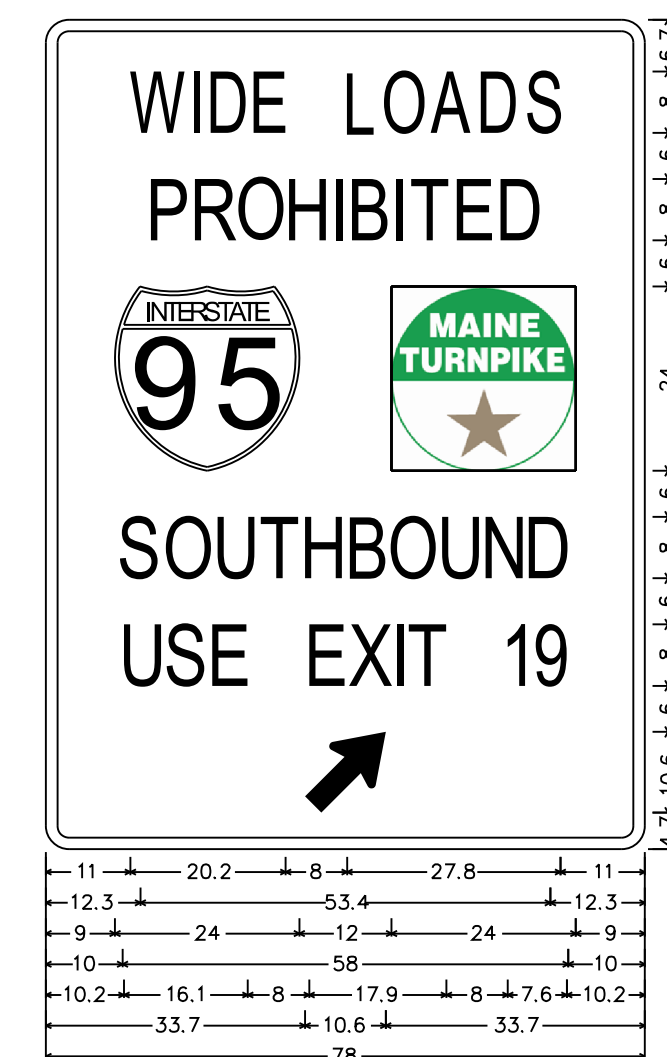 WIDE LOADS
PROHIBITED
INTERSTATE
95
MAINE
TURNPIKE
SOUTHBOUND
USE EXIT 19
11 20.2 8 27.8 11
12.3 53.4 12.3
9 24 12 24 9
10 58 10
10.2 16.1 8 17.9 8 7.6 10.2
33.7 10.6 33.7
78